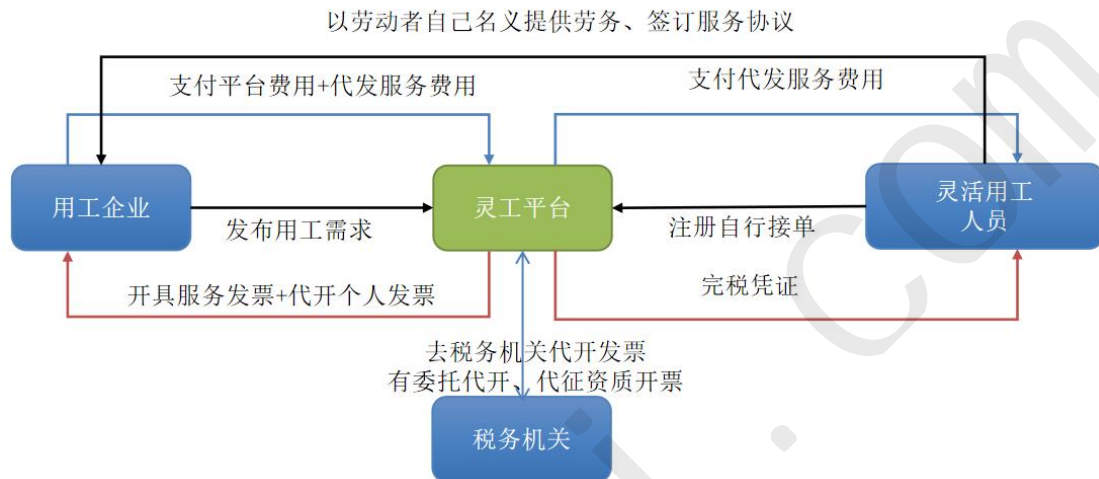 以劳动者自己名义提供劳务、签订服务协议
支付平台费用+代发服务费用
支付代发服务费用
用工企业
灵工平台
灵活用工
人员
发布用工需求
注册自行接单
开具服务发票+代开个人发票
完税凭证
去税务机关代开发票
有委托代开、代征资质开票
税务机关
.com